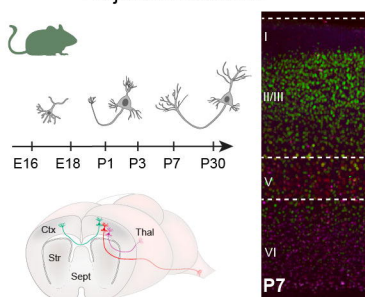 E16 E18 P1 P3 P7 P30
Ctx
Thal
Str
Sept
I
II/III
V
VI
P7